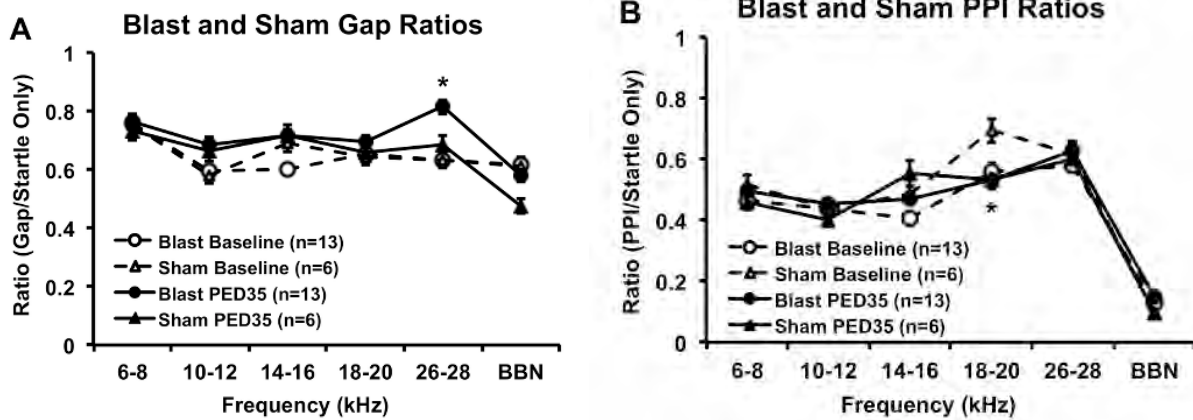 A
Blast and Sham Gap Ratios
Ratio (Gap/Startle Only)
1
0.8
0.6
0.4
0.2
0
*
Blast Baseline (n=13)
Sham Baseline (n=6)
Blast PED35 (n=13)
Sham PED35 (n=6)
6-8 10-12 14-16 18-20 26-28 BBN
Frequency (kHz)
B
Blast and Sham PPI Ratios
Ratio (PPI/Startle Only)
1
0.8
0.6
0.4
0.2
0
*
Blast Baseline (n=13)
Sham Baseline (n=6)
Blast PED35 (n=13)
Sham PED35 (n=6)
6-8 10-12 14-16 18-20 26-28 BBN
Frequency (kHz)